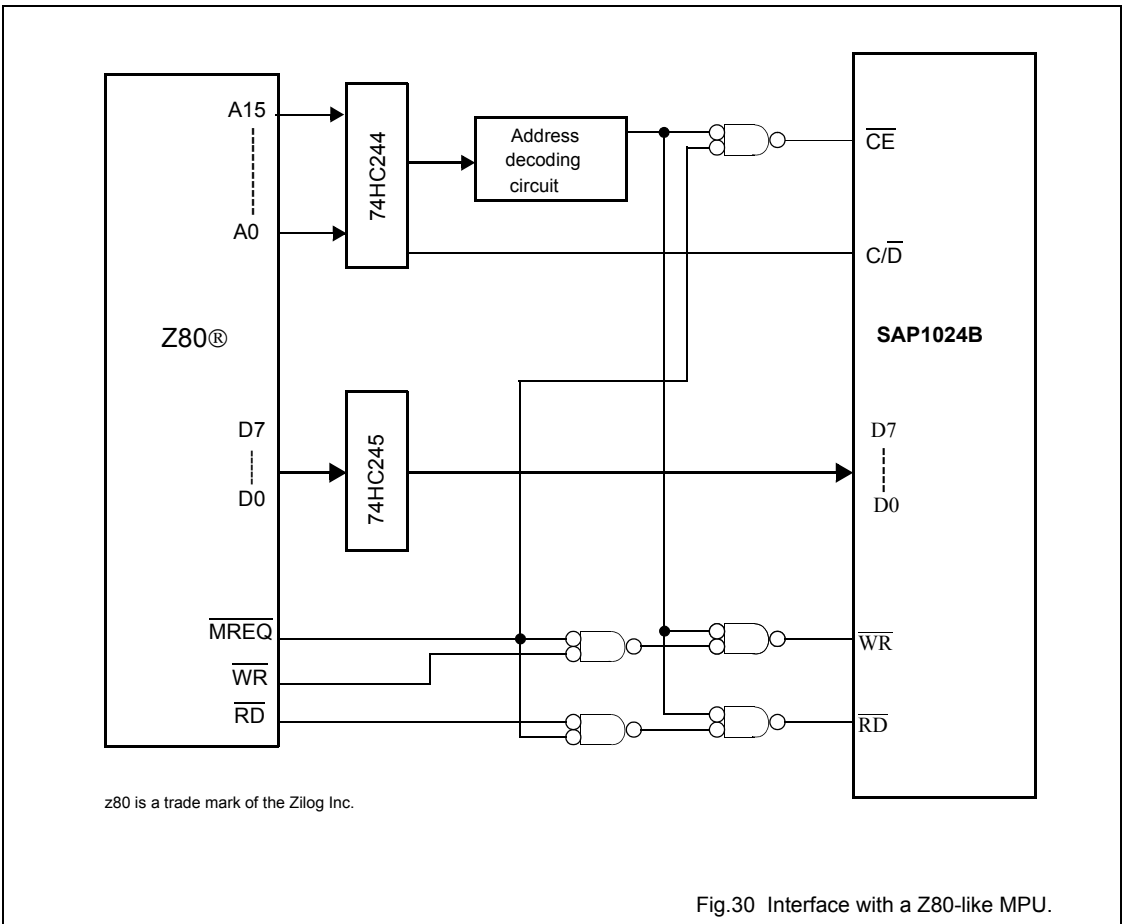 A15
A0
Z80®
D7
D0
MREQ
WR
RD
74HC244
74HC245
Address
decoding
circuit
CE
C/D
SAP1024B
D7
D0
WR
RD
z80 is a trade mark of the Zilog Inc.
Fig.30 Interface with a Z80-like MPU.